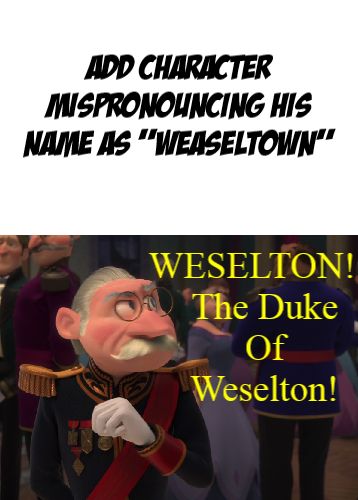 ADD CHARACTER
MISPRONOUNCING HIS
NAME AS "WEASELTOWN"
WESELTON!
The Duke
Of
Weselton!